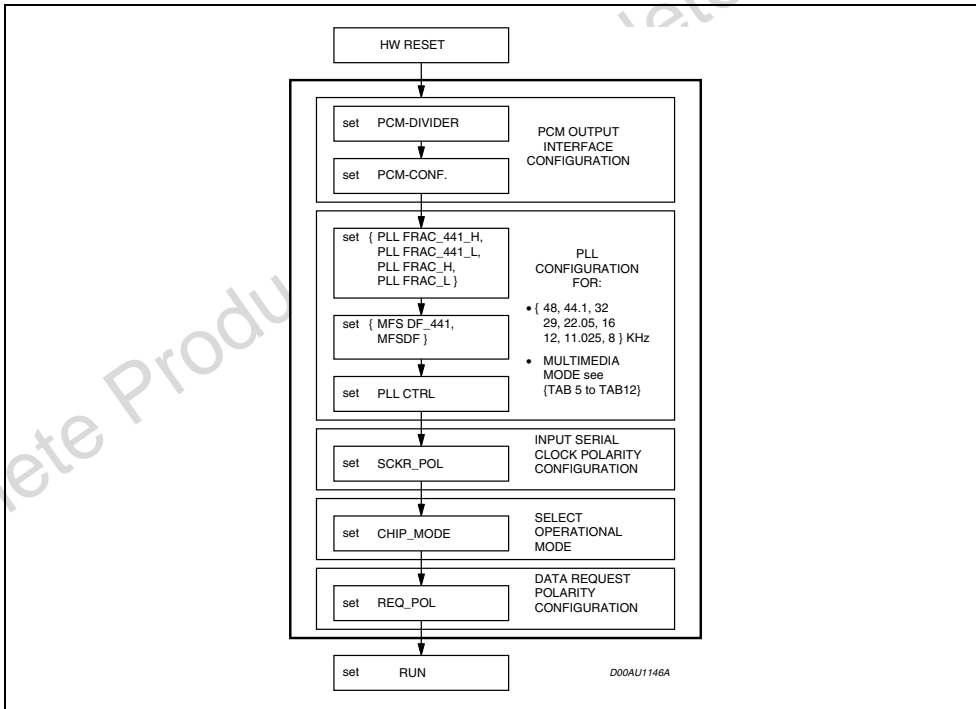 HW RESET
set PCM-DIVIDER
set PCM-CONF.
PCM OUTPUT
INTERFACE
CONFIGURATION
set { PLL FRAC_441_H,
PLL FRAC_441_L,
PLL FRAC_H,
PLL FRAC_L }
set { MFS DF_441,
MFSDF }
set PLL CTRL
PLL
CONFIGURATION
FOR:
• { 48, 44.1, 32
29, 22.05, 16
12, 11.025, 8 } KHz
• MULTIMEDIA
MODE see
{TAB 5 to TAB12}
set SCKR_POL
INPUT SERIAL
CLOCK POLARITY
CONFIGURATION
set CHIP_MODE
SELECT
OPERATIONAL
MODE
set REQ_POL
DATA REQUEST
POLARITY
CONFIGURATION
set RUN
D00AU1146A